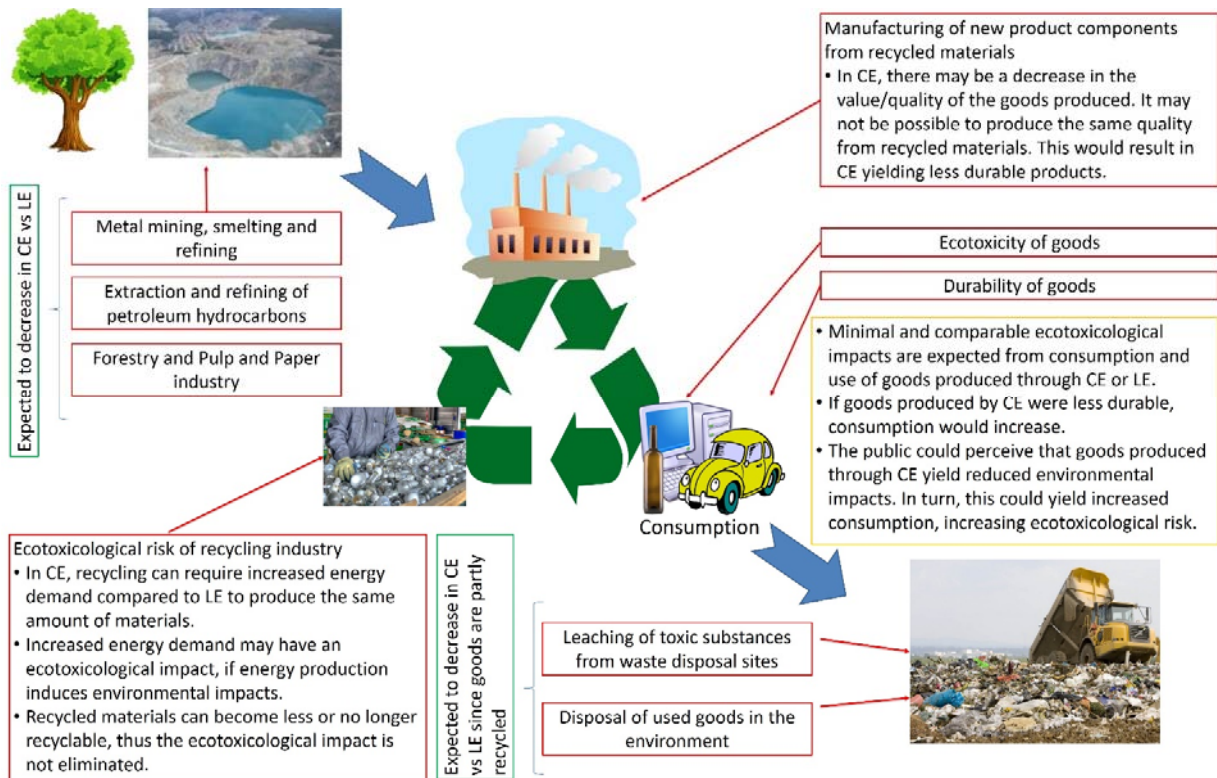 Manufacturing of new product components
from recycled materials
• In CE, there may be a decrease in the
value/quality of the goods produced. It may
not be possible to produce the same quality
from recycled materials. This would result in
CE yielding less durable products.
Expected to decrease in CE vs LE
Metal mining, smelting and
refining
Extraction and refining of
petroleum hydrocarbons
Forestry and Pulp and Paper
industry
Ecotoxicity of goods
Durability of goods
• Minimal and comparable ecotoxicological
impacts are expected from consumption and
use of goods produced through CE or LE.
• If goods produced by CE were less durable,
consumption would increase.
• The public could perceive that goods produced
through CE yield reduced environmental
impacts. In turn, this could yield increased
consumption, increasing ecotoxicological risk.
Consumption
Ecotoxicological risk of recycling industry
• In CE, recycling can require increased energy
demand compared to LE to produce the same
amount of materials.
• Increased energy demand may have an
ecotoxicological impact, if energy production
induces environmental impacts.
• Recycled materials can become less or no longer
recyclable, thus the ecotoxicological impact is
not eliminated.
Expected to decrease in CE
vs LE since goods are partly
recycled
Leaching of toxic substances
from waste disposal sites
Disposal of used goods in the
environment